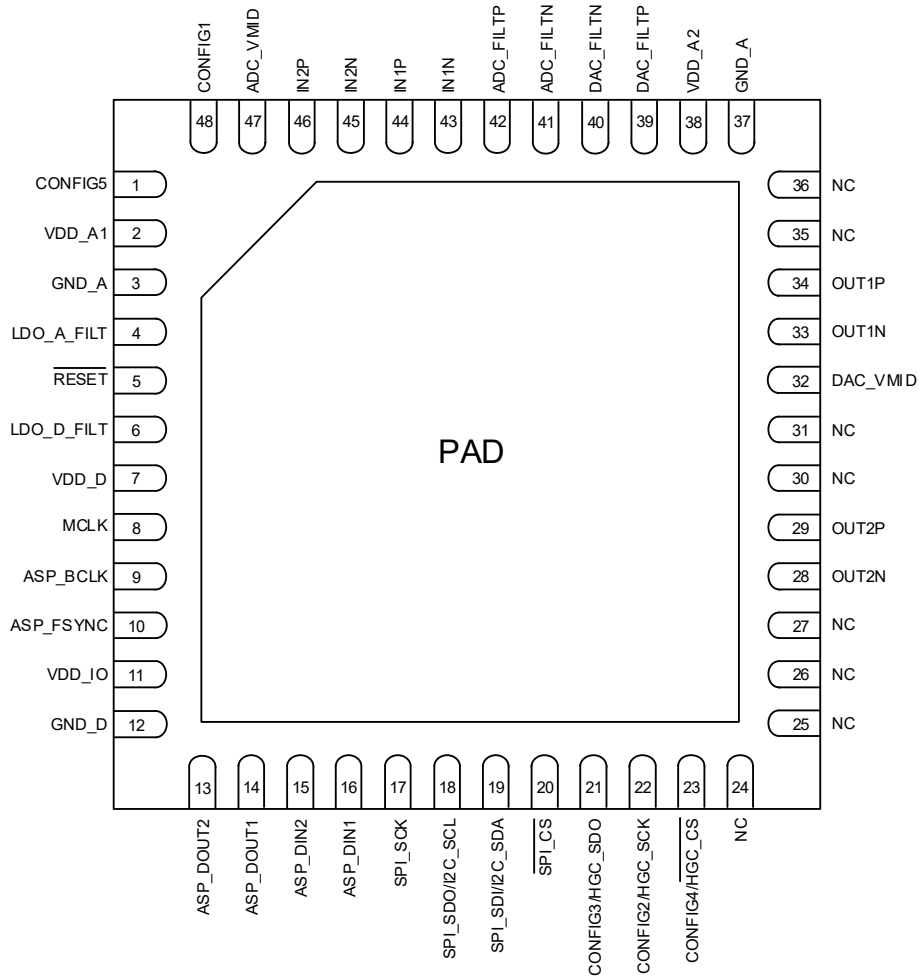 CONFIG1
ADC_VMID
IN2P
IN2N
IN1P
IN1N
ADC_FILTP
ADC_FILTN
DAC_FILTN
DAC_FILTP
VDD_A2
GND_A
48
47
46
45
44
43
42
41
40
39
38
37
CONFIG5 1
VDD_A1 2
GND_A 3
LDO_A_FILT 4
RESET 5
LDO_D_FILT 6
VDD_D 7
MCLK 8
ASP_BCLK 9
ASP_FSYNC 10
VDD_IO 11
GND_D 12
PAD
36 NC
35 NC
34 OUT1P
33 OUT1N
32 DAC_VMID
31 NC
30 NC
29 OUT2P
28 OUT2N
27 NC
26 NC
25 NC
13
14
15
16
17
18
19
20
21
22
23
24
ASP_DOUT2
ASP_DOUT1
ASP_DIN2
ASP_DIN1
SPI_SCK
SPI_SDO/I2C_SCL
SPI_SDI/I2C_SDA
SPI_CS
CONFIG3/HGC_SDO
CONFIG2/HGC_SCK
CONFIG4/HGC_CS
NC